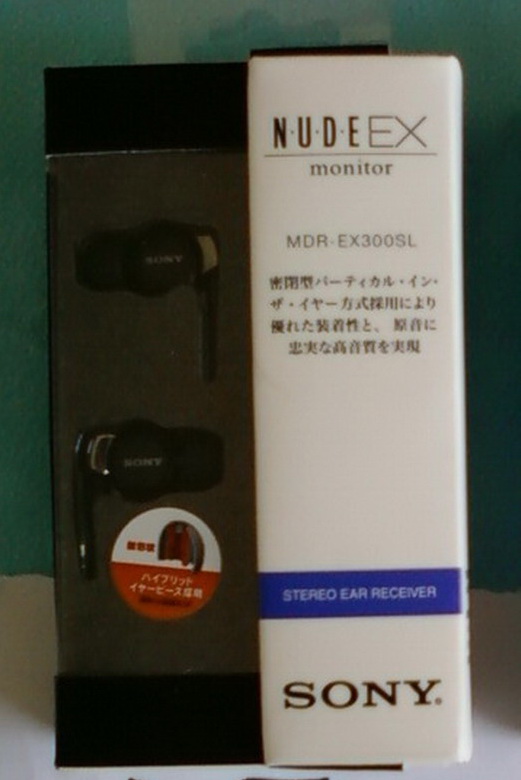 N·U·D·E EX
monitor
MDR-EX300SL
密閉型バーティカル・イン・
ザ・イヤー方式採用により
優れた装着性と、原音に
忠実な高音質を実現
SONY
SONY
ハイブリッド
イヤーピース採用
STEREO EAR RECEIVER
SONY.